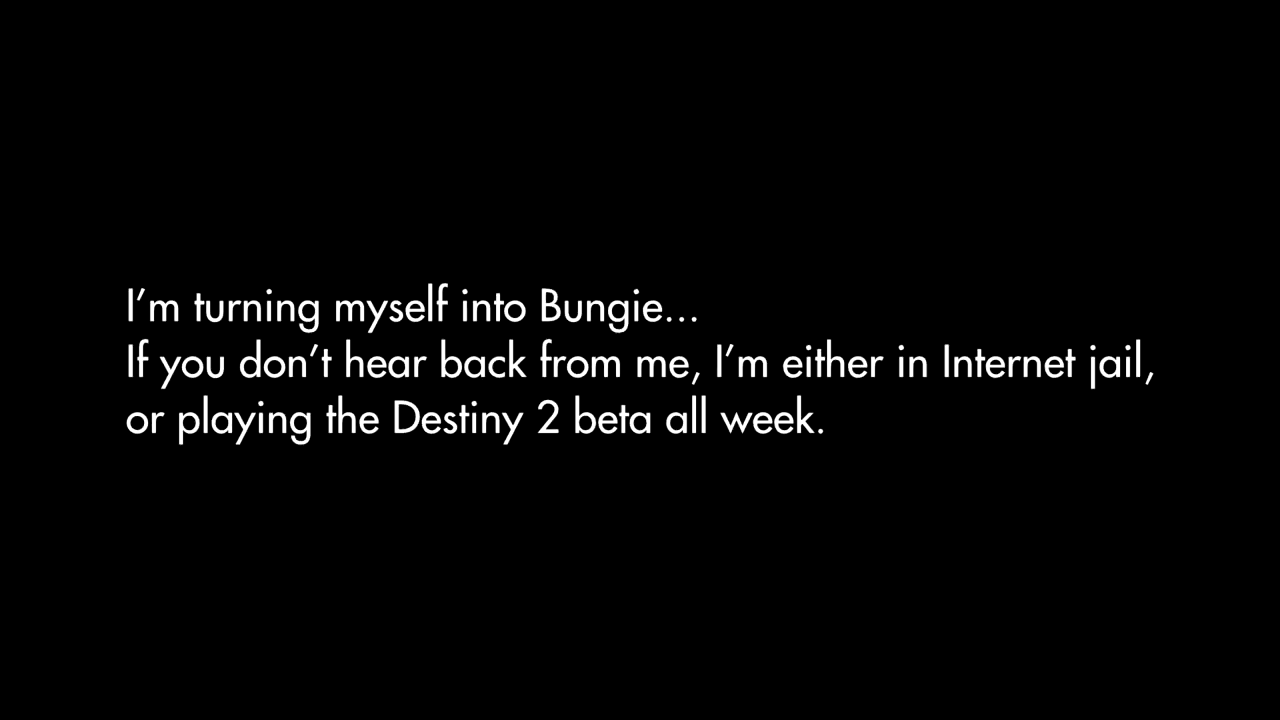 I’m turning myself into Bungie...
If you don’t hear back from me, I’m either in Internet jail,
or playing the Destiny 2 beta all week.